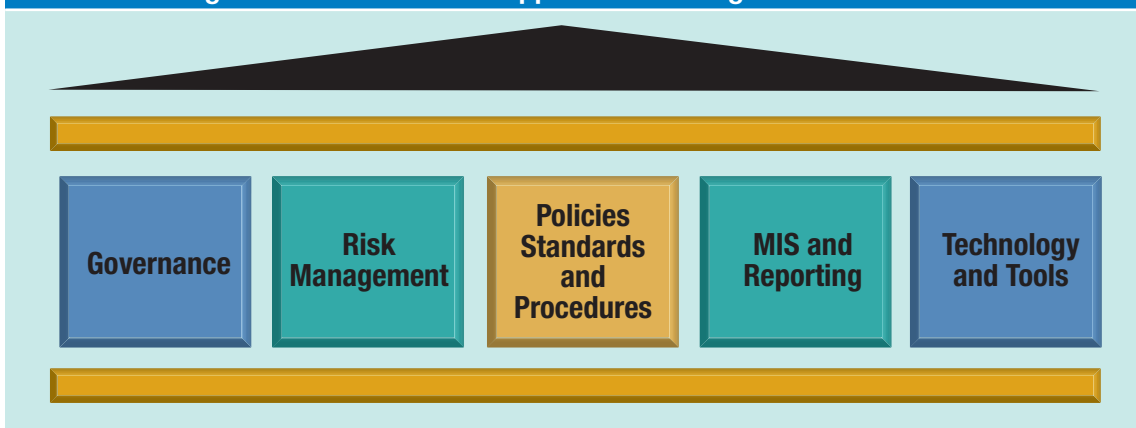 Governance
Risk
Management
Policies
Standards
and
Procedures
MIS and
Reporting
Technology
and Tools